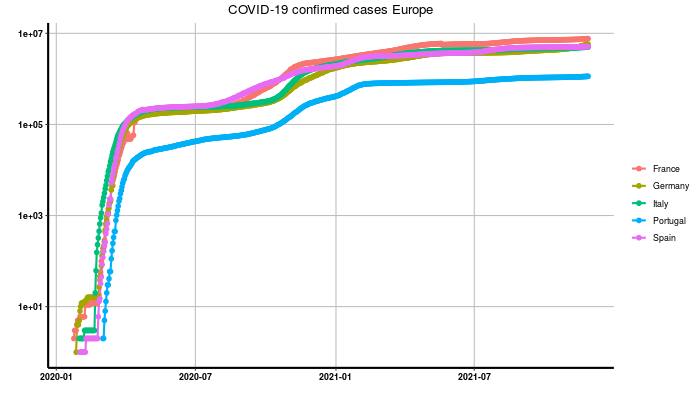 COVID-19 confirmed cases Europe
1e+07
1e+05
1e+03
1e+01
2020-01
2020-07
2021-01
2021-07
France
Germany
Italy
Portugal
Spain